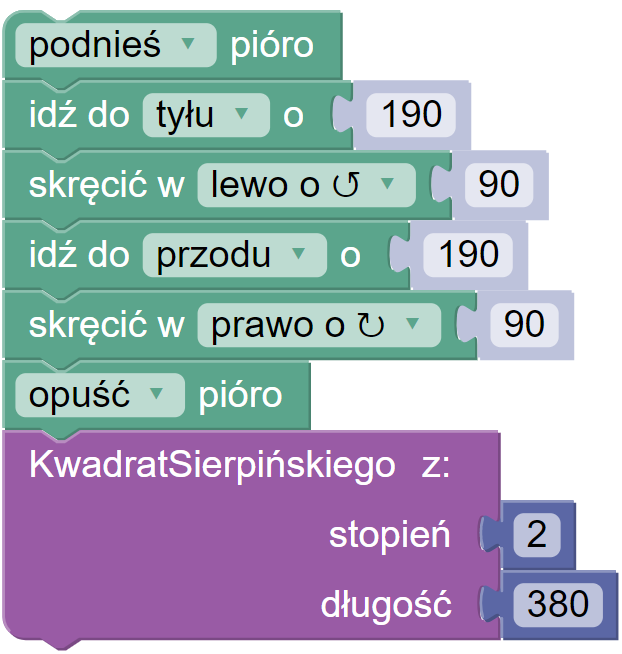 podnieś ▼ pióro
idź do tyłu ▼ o 190
skręcić w lewo o ↺ ▼ 90
idź do przodu ▼ o 190
skręcić w prawo o ↻ ▼ 90
opuść ▼ pióro
KwadratSierpińskiego z:
stopień 2
długość 380